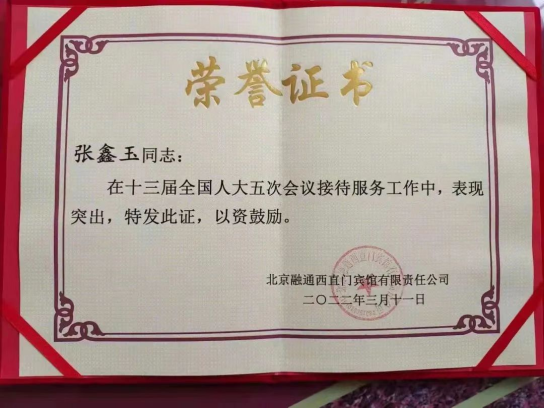 荣誉证书
张鑫玉同志：
在十三届全国人大五次会议接待服务工作中，表现
突出，特发此证，以资鼓励。
北京融通西直门宾馆有限责任公司
二〇二二年三月十一日